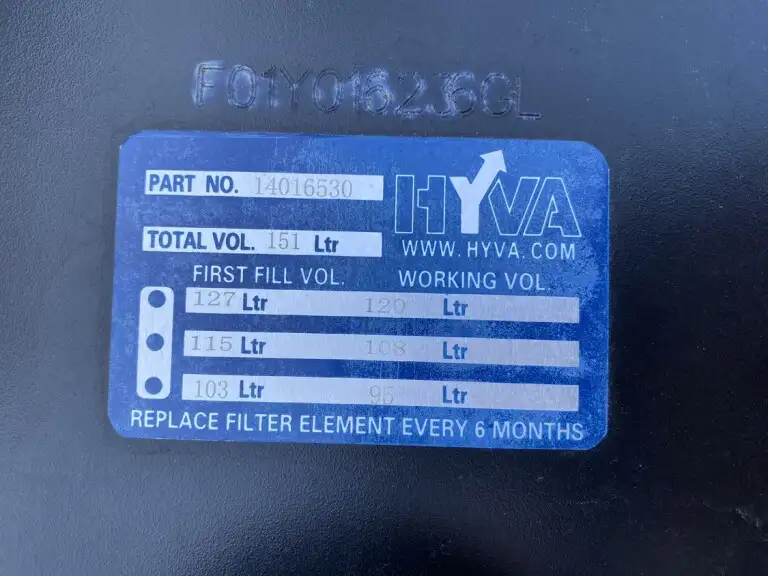 F01Y0162J6GL
PART NO. 14016530
HYVA
TOTAL VOL. 151 Ltr
WWW.HYVA.COM
FIRST FILL VOL. WORKING VOL.
127 Ltr 120 Ltr
115 Ltr 108 Ltr
103 Ltr 95 Ltr
REPLACE FILTER ELEMENT EVERY 6 MONTHS